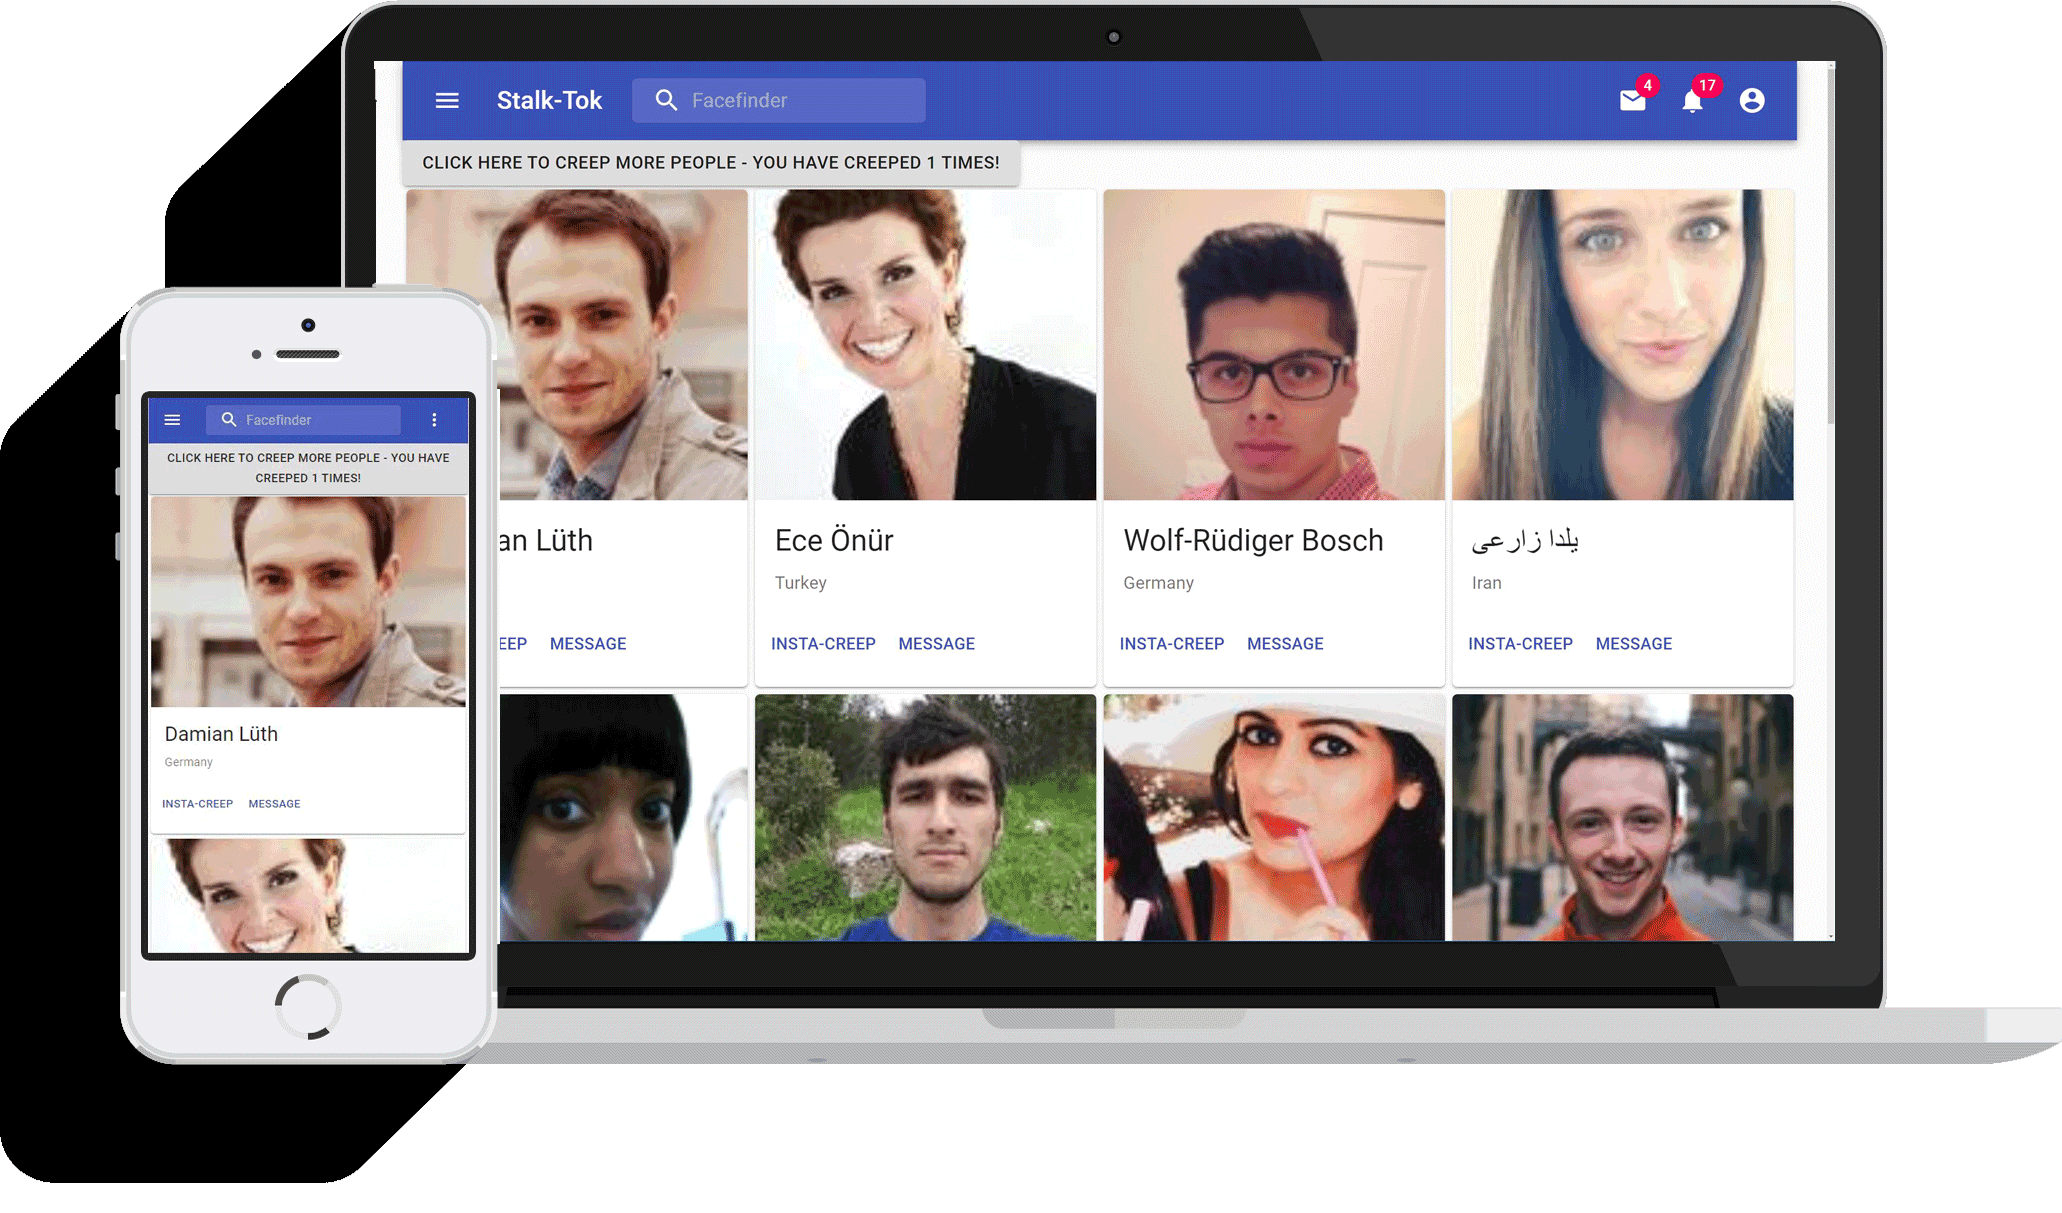 Stalk-Tok
Facefinder
4
17
CLICK HERE TO CREEP MORE PEOPLE - YOU HAVE CREEPED 1 TIMES!
an Lüth
EEP MESSAGE
Ece Önür
Turkey
INSTA-CREEP MESSAGE
Wolf-Rüdiger Bosch
Germany
INSTA-CREEP MESSAGE
یلدا زارعی
Iran
INSTA-CREEP MESSAGE
Facefinder
CLICK HERE TO CREEP MORE PEOPLE - YOU HAVE
CREEPED 1 TIMES!
Damian Lüth
Germany
INSTA-CREEP MESSAGE